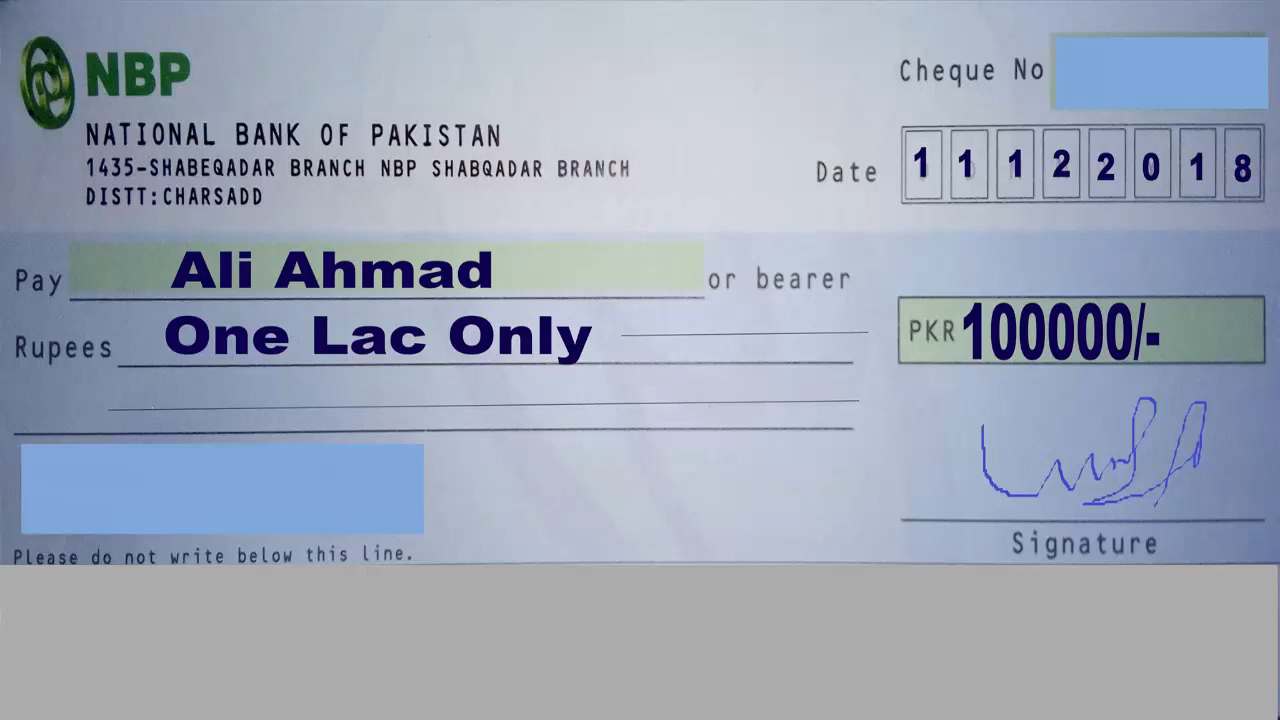 NBP
Cheque No
NATIONAL BANK OF PAKISTAN
1435-SHABEQADAR BRANCH NBP SHABQADAR BRANCH
DISTT:CHARSADD
Date 1 1 1 2 2 0 1 8
Pay Ali Ahmad or bearer
Rupees One Lac Only
PKR 100000/-
Signature
Please do not write below this line.